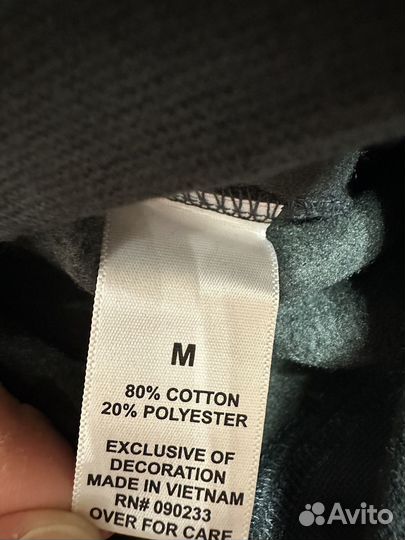 M
80% COTTON
20% POLYESTER
EXCLUSIVE OF
DECORATION
MADE IN VIETNAM
RN# 090233
OVER FOR CARE
Avito